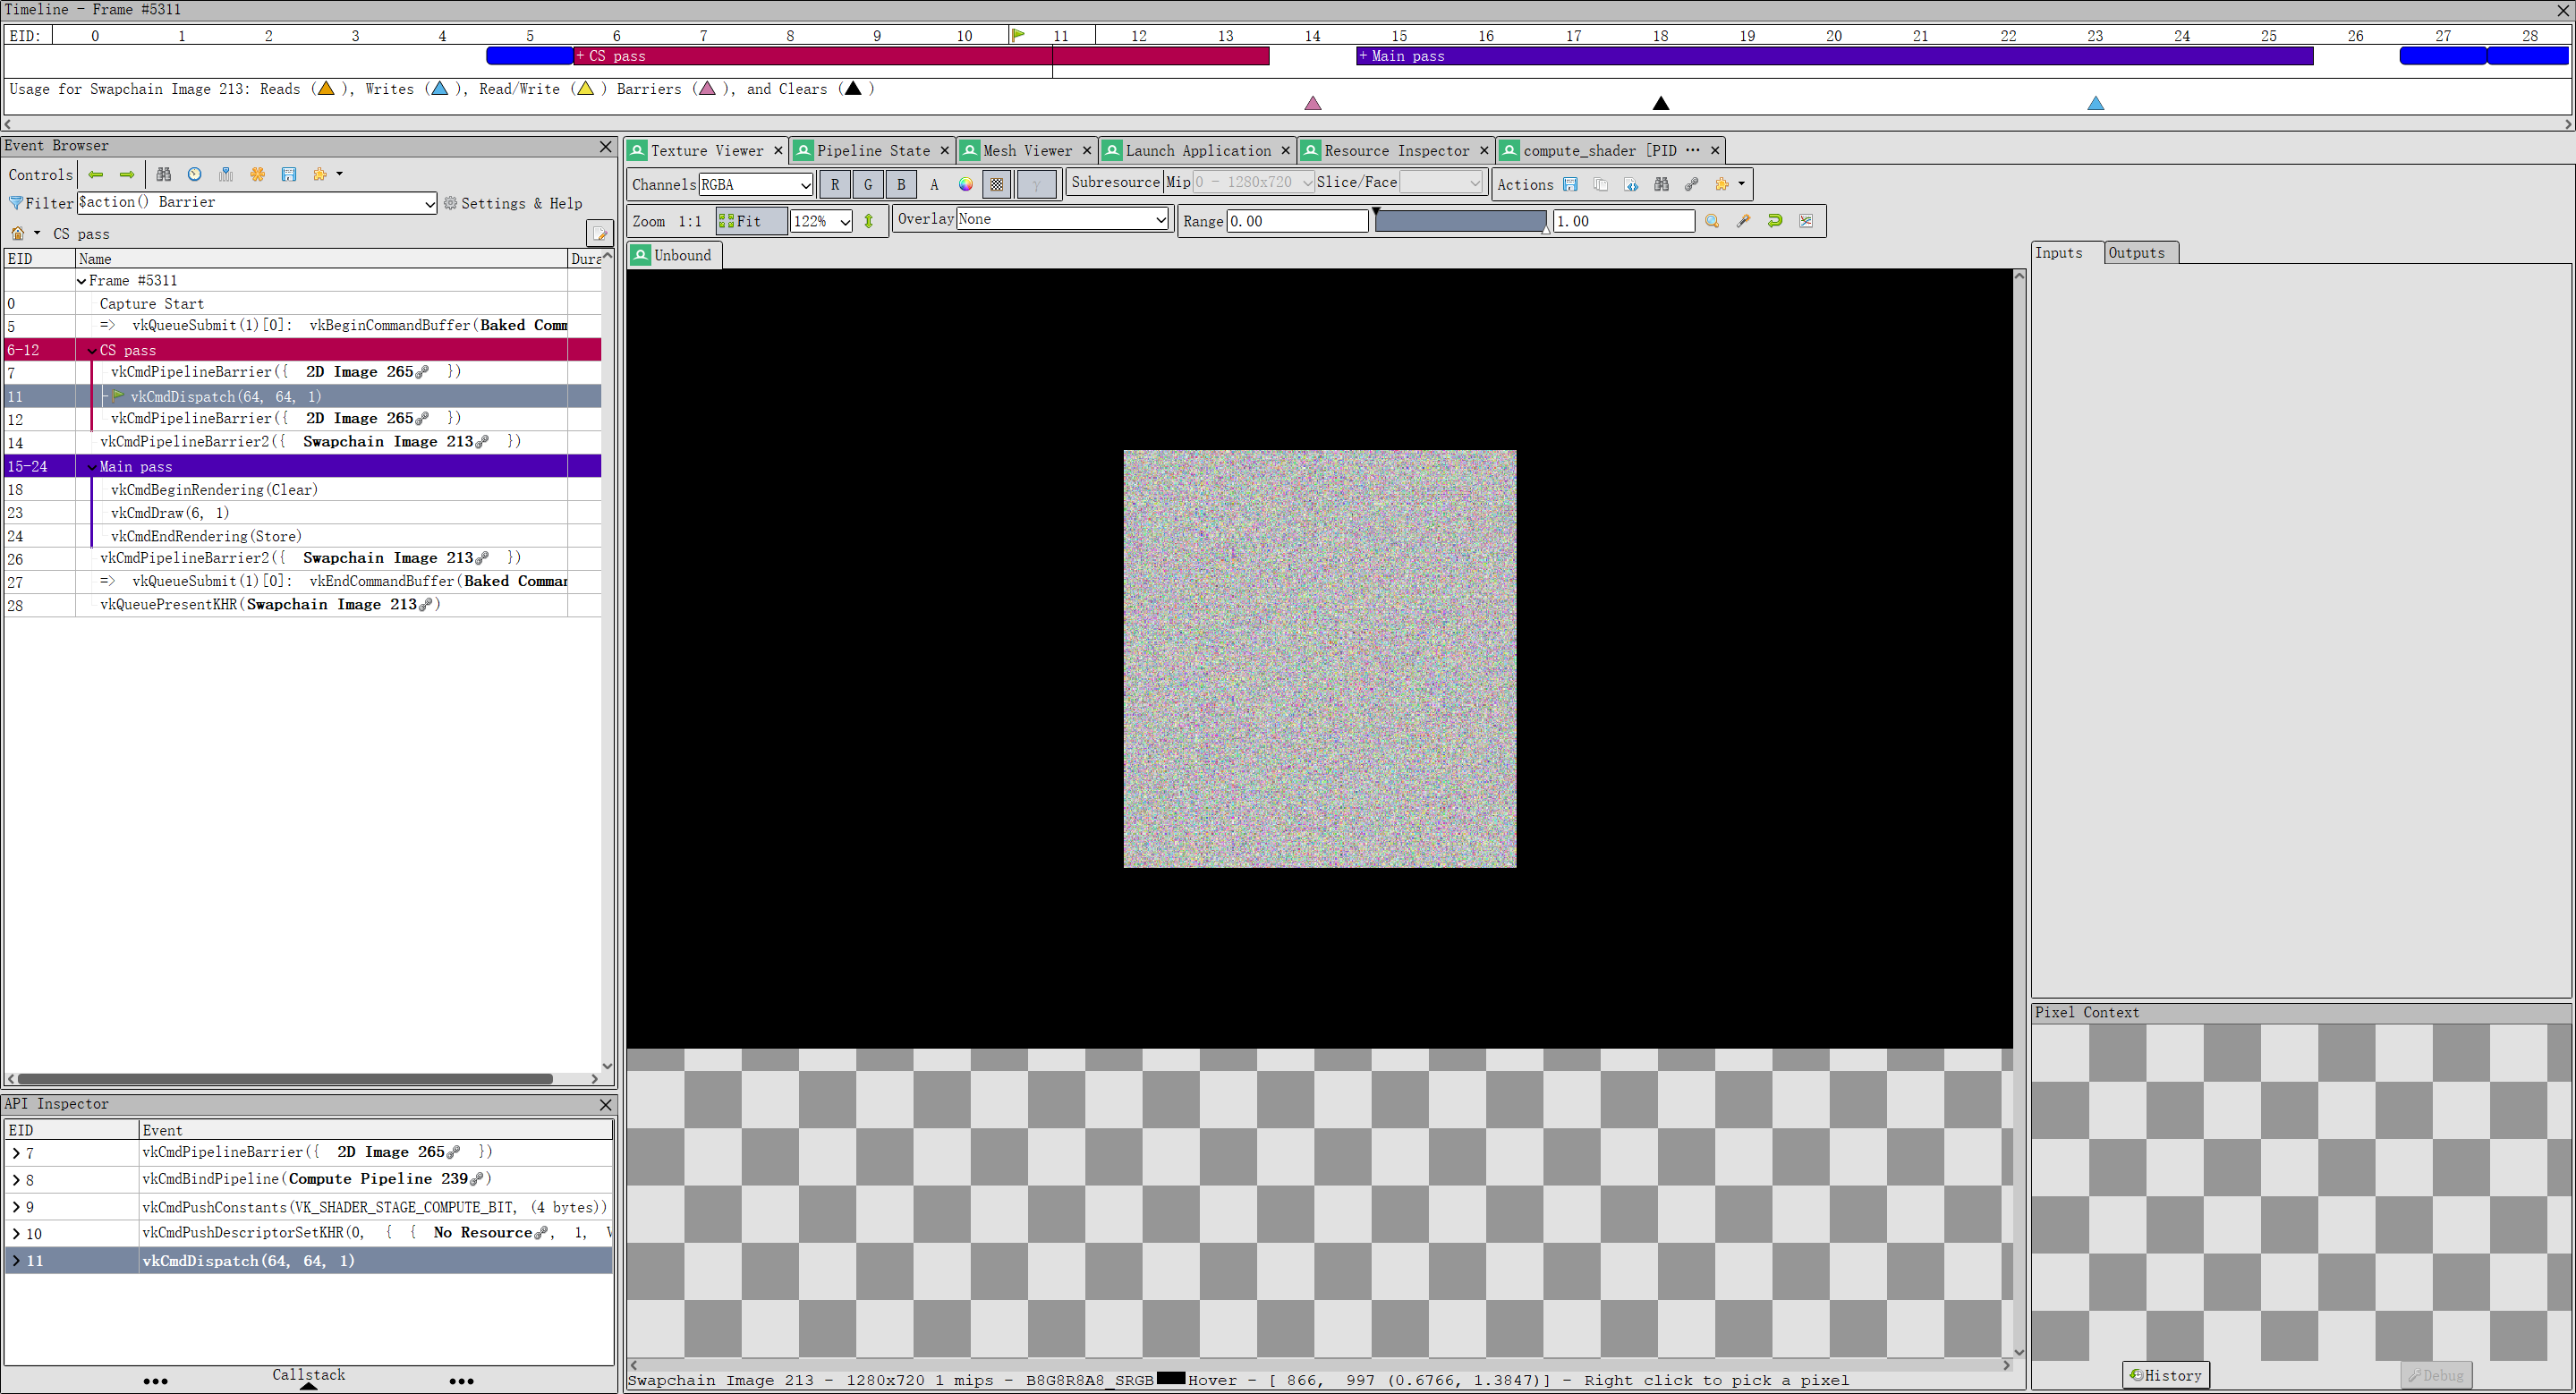 Timeline - Frame #5311
EID: 0 1 2 3 4 5 6 7 8 9 10 11 12 13 14 15 16 17 18 19 20 21 22 23 24 25 26 27 28
+ CS pass
+ Main pass
Usage for Swapchain Image 213: Reads ( ), Writes ( ), Read/Write ( ) Barriers ( ), and Clears ( )
Event Browser
Controls
Filter $action() Barrier Settings & Help
CS pass
EID Name Dura
Frame #5311
0 Capture Start
5 => vkQueueSubmit(1)[0]: vkBeginCommandBuffer(Baked Comm
6-12 CS pass
7 vkCmdPipelineBarrier({ 2D Image 265 })
11 vkCmdDispatch(64, 64, 1)
12 vkCmdPipelineBarrier({ 2D Image 265 })
14 vkCmdPipelineBarrier2({ Swapchain Image 213 })
15-24 Main pass
18 vkCmdBeginRendering(Clear)
23 vkCmdDraw(6, 1)
24 vkCmdEndRendering(Store)
26 vkCmdPipelineBarrier2({ Swapchain Image 213 })
27 => vkQueueSubmit(1)[0]: vkEndCommandBuffer(Baked Comman
28 vkQueuePresentKHR(Swapchain Image 213)
API Inspector
EID Event
7 vkCmdPipelineBarrier({ 2D Image 265 })
8 vkCmdBindPipeline(Compute Pipeline 239)
9 vkCmdPushConstants(VK_SHADER_STAGE_COMPUTE_BIT, (4 bytes))
10 vkCmdPushDescriptorSetKHR(0, { { No Resource, 1, V
11 vkCmdDispatch(64, 64, 1)
Callstack
Texture Viewer Pipeline State Mesh Viewer Launch Application Resource Inspector compute_shader [PID ···
Channels RGBA R G B A γ Subresource Mip 0 - 1280x720 Slice/Face Actions
Zoom 1:1 Fit 122% Overlay None Range 0.00 1.00
Unbound
Swapchain Image 213 - 1280x720 1 mips - B8G8R8A8_SRGB Hover - [ 866, 997 (0.6766, 1.3847)] - Right click to pick a pixel
Inputs Outputs
Pixel Context
History Debug